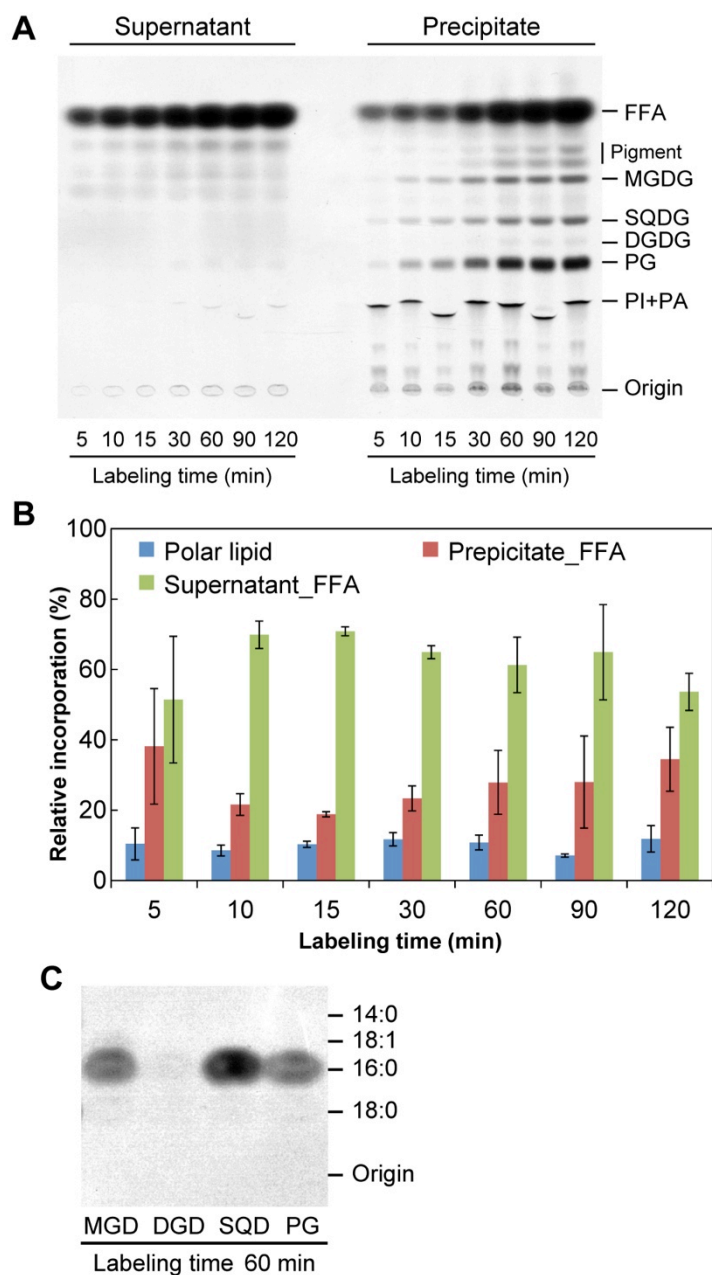 A
Supernatant Precipitate
FFA
Pigment
MGDG
SQDG
DGDG
PG
PI+PA
Origin
5 10 15 30 60 90 120 5 10 15 30 60 90 120
Labeling time (min) Labeling time (min)
B
Relative incorporation (%)
100
80
60
40
20
0
Polar lipid Prepicitate_FFA
Supernatant_FFA
5 10 15 30 60 90 120
Labeling time (min)
C
14:0
18:1
16:0
18:0
Origin
MGD DGD SQD PG
Labeling time 60 min